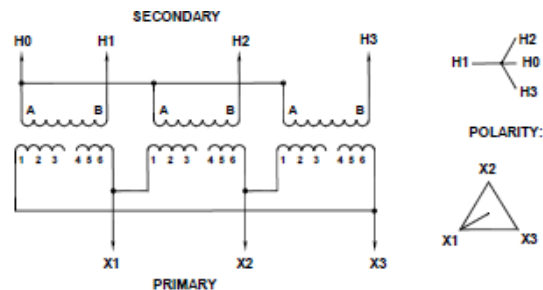 SECONDARY
H0 H1 H2 H3
A B A B A B
1 2 3 4 5 6 1 2 3 4 5 6 1 2 3 4 5 6
X1 X2 X3
PRIMARY
H2
H1 H0
H3
POLARITY:
X2
X1 X3